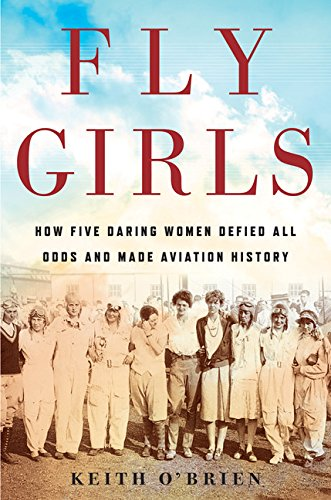 FLY
GIRLS
HOW FIVE DARING WOMEN DEFIED ALL
ODDS AND MADE AVIATION HISTORY
KEITH O'BRIEN